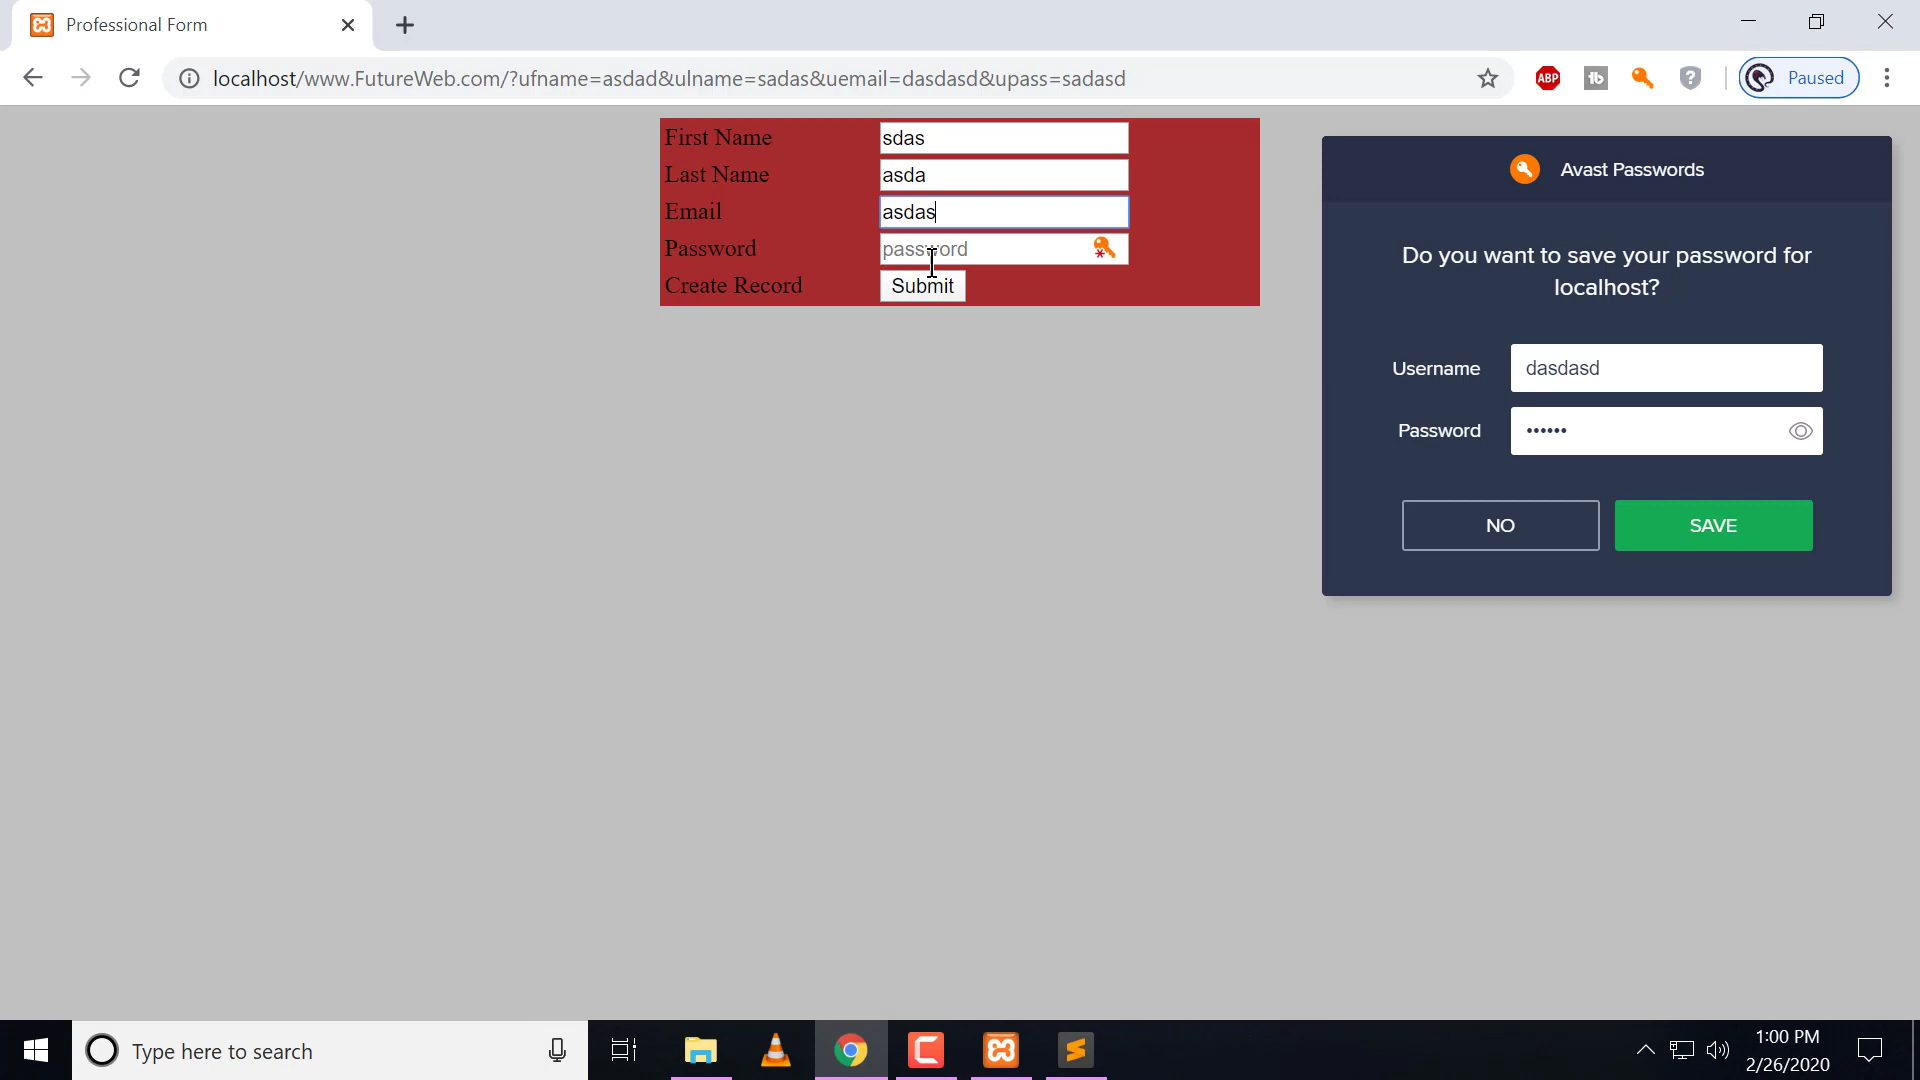 Professional Form
localhost/www.FutureWeb.com/?ufname=asdad&ulname=sadas&uemail=dasdasd&upass=sadasd
ABP
tb
?
Paused
First Name
sdas
Last Name
asda
Email
asdas
Password
password
Create Record
Submit
Avast Passwords
Do you want to save your password for
localhost?
Username
dasdasd
Password
••••••
NO
SAVE
Type here to search
1:00 PM
2/26/2020